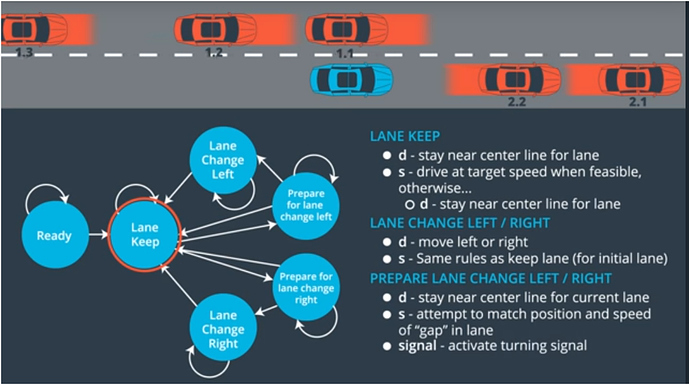 1.3
1.2
1.1
2.2
2.1
Ready
Lane
Keep
Lane
Change
Left
Prepare
for lane
change left
Prepare for
lane change
right
Lane
Change
Right
LANE KEEP
● d - stay near center line for lane
● s - drive at target speed when feasible,
otherwise...
○ d - stay near center line for lane
LANE CHANGE LEFT / RIGHT
● d - move left or right
● s - Same rules as keep lane (for initial lane)
PREPARE LANE CHANGE LEFT / RIGHT
● d - stay near center line for current lane
● s - attempt to match position and speed
of “gap” in lane
● signal - activate turning signal